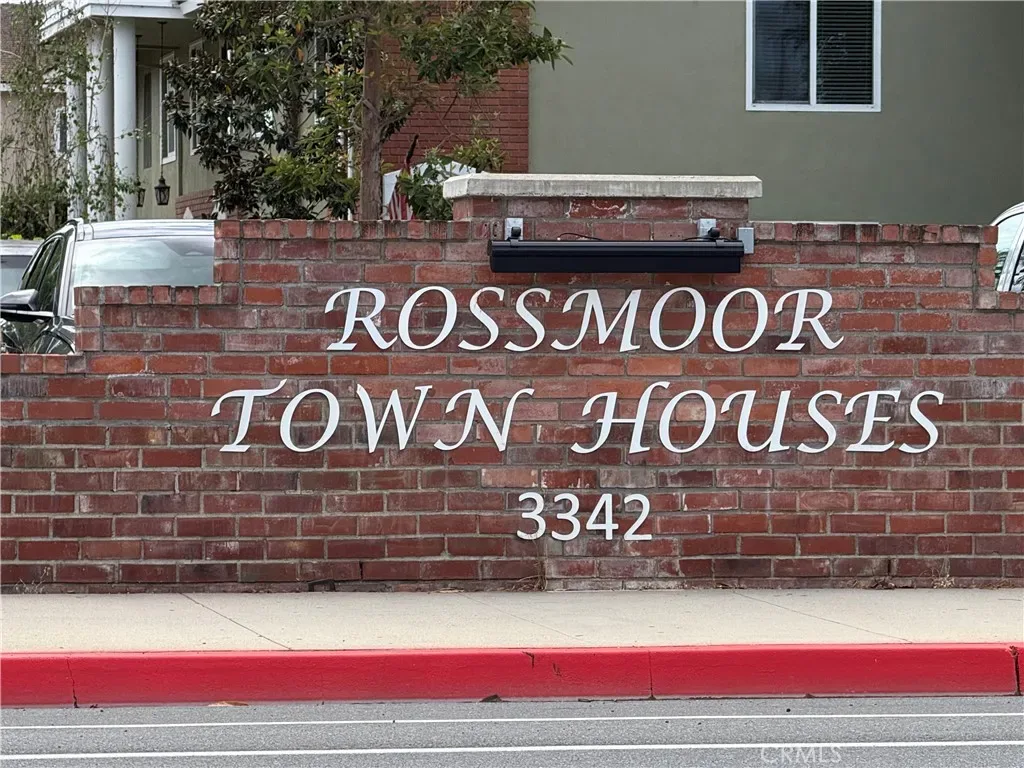 ROSSMOOR
TOWN HOUSES
3342
CRMLS